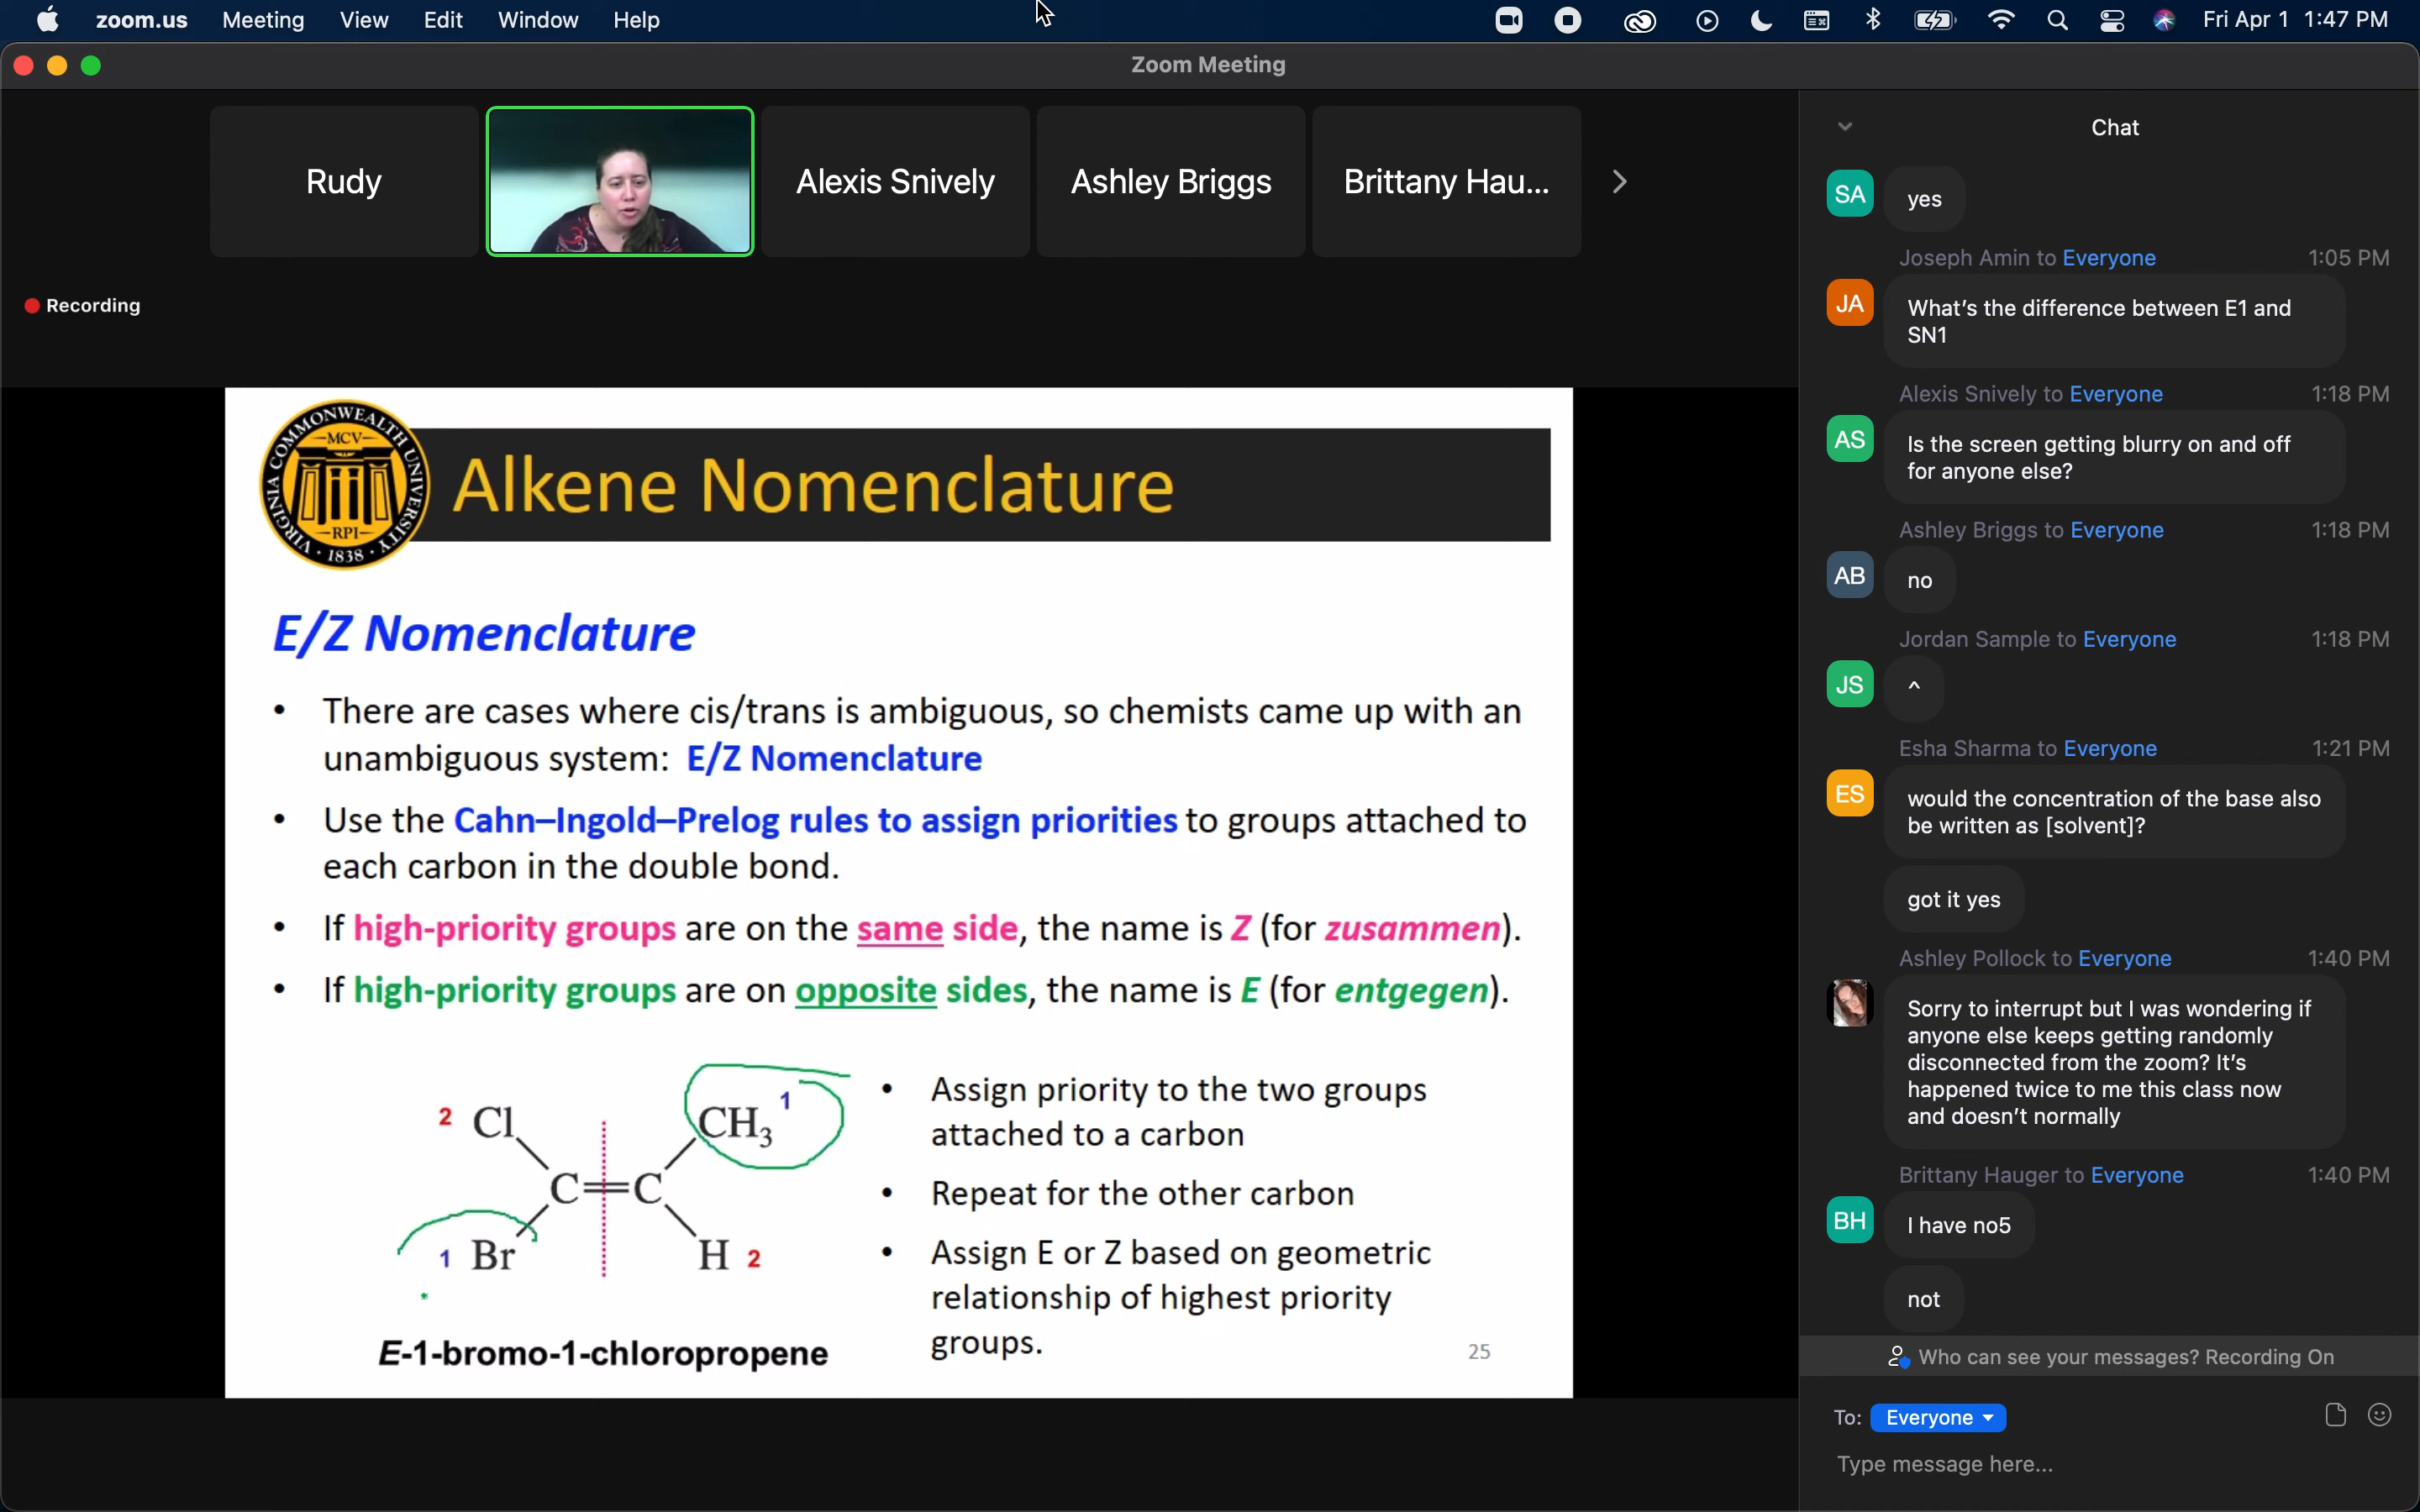 zoom.us Meeting View Edit Window Help Fri Apr 1 1:47 PM
Zoom Meeting
Rudy
Alexis Snively
Ashley Briggs
Brittany Hau...
Recording
VIRGINIA COMMONWEALTH UNIVERSITY
MCV
RPI
1838
Alkene Nomenclature
E/Z Nomenclature
• There are cases where cis/trans is ambiguous, so chemists came up with an
unambiguous system: E/Z Nomenclature
• Use the Cahn–Ingold–Prelog rules to assign priorities to groups attached to
each carbon in the double bond.
• If high-priority groups are on the same side, the name is Z (for zusammen).
• If high-priority groups are on opposite sides, the name is E (for entgegen).
2 Cl CH3 1
C=C
1 Br H 2
E-1-bromo-1-chloropropene
• Assign priority to the two groups
attached to a carbon
• Repeat for the other carbon
• Assign E or Z based on geometric
relationship of highest priority
groups.
25
Chat
SA yes
Joseph Amin to Everyone 1:05 PM
JA What's the difference between E1 and
SN1
Alexis Snively to Everyone 1:18 PM
AS Is the screen getting blurry on and off
for anyone else?
Ashley Briggs to Everyone 1:18 PM
AB no
Jordan Sample to Everyone 1:18 PM
JS ^
Esha Sharma to Everyone 1:21 PM
ES would the concentration of the base also
be written as [solvent]?
got it yes
Ashley Pollock to Everyone 1:40 PM
Sorry to interrupt but I was wondering if
anyone else keeps getting randomly
disconnected from the zoom? It's
happened twice to me this class now
and doesn't normally
Brittany Hauger to Everyone 1:40 PM
BH I have no5
not
Who can see your messages? Recording On
To: Everyone
Type message here...